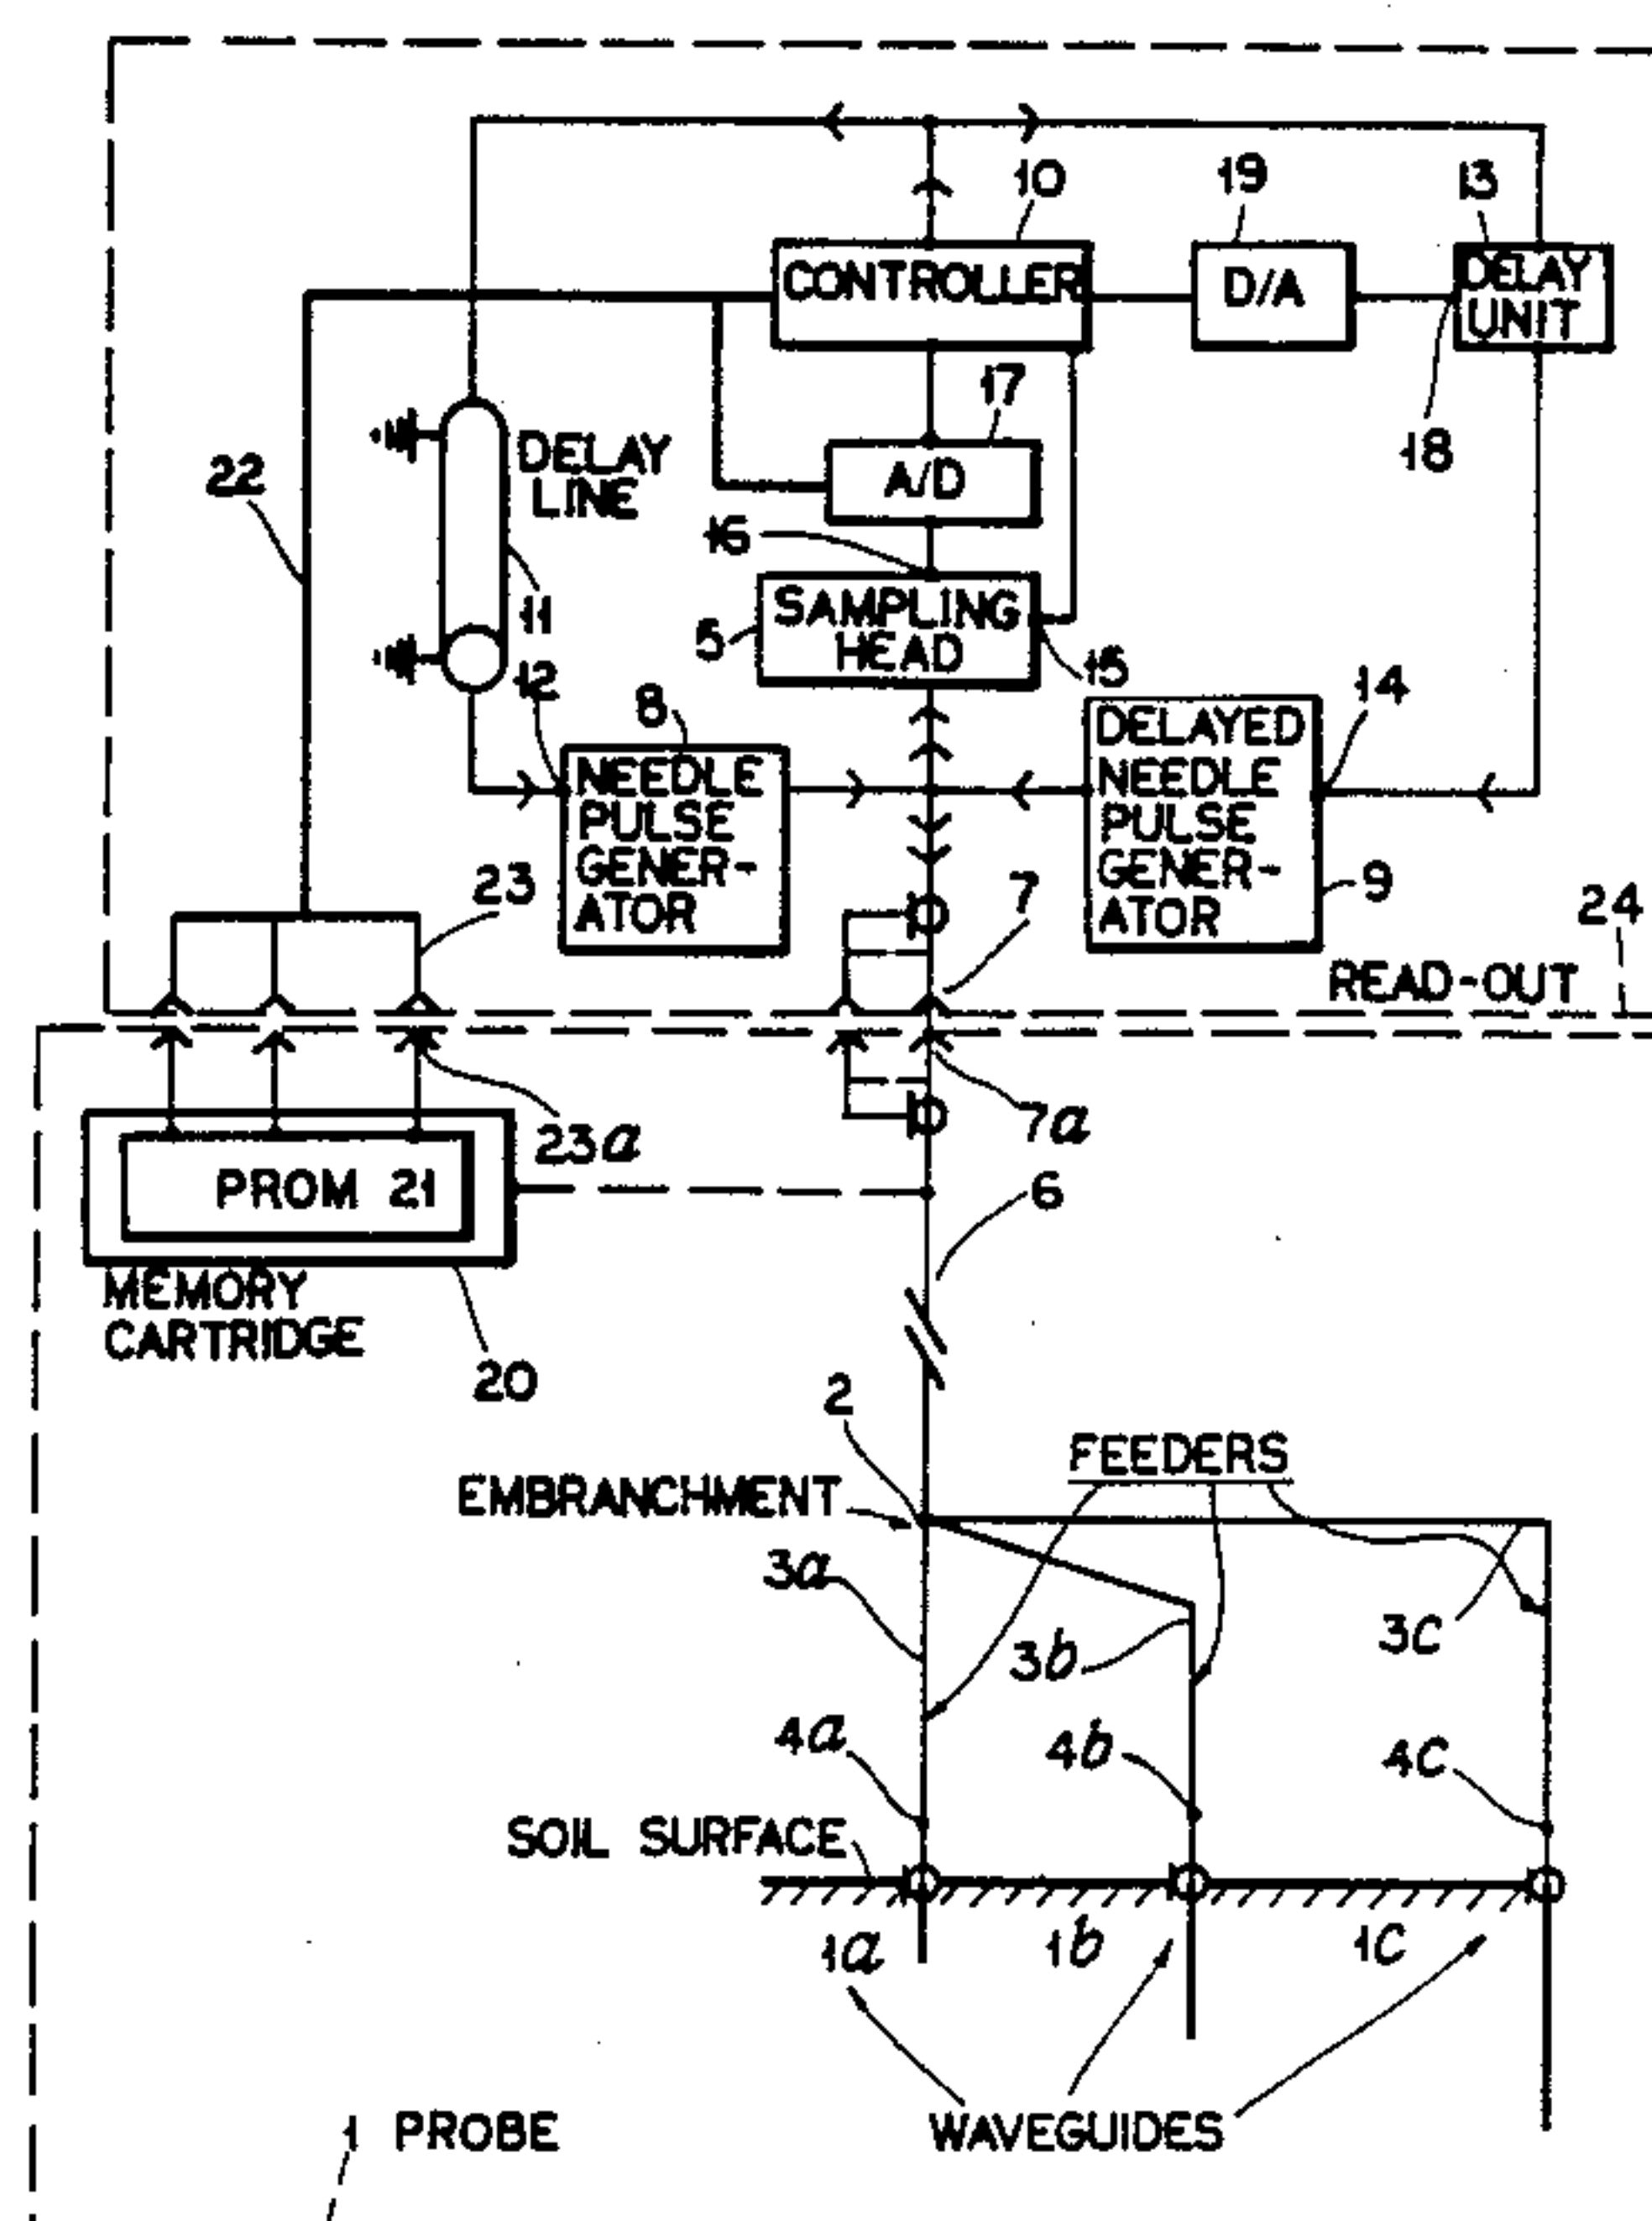 10
19
13
CONTROLLER
D/A
DELAY
UNIT
17
18
22
DELAY
LINE
A/D
16
11
SAMPLING
HEAD
5
15
12
14
8
NEEDLE
PULSE
GENER-
ATOR
DELAYED
NEEDLE
PULSE
GENER-
ATOR
9
23
7
24
READ-OUT
23a
7a
PROM 21
6
MEMORY
CARTRIDGE
20
2
FEEDERS
EMBRANCHMENT
3a
3b
3c
4a
4b
4c
SOIL SURFACE
1a
1b
1c
1 PROBE
WAVEGUIDES